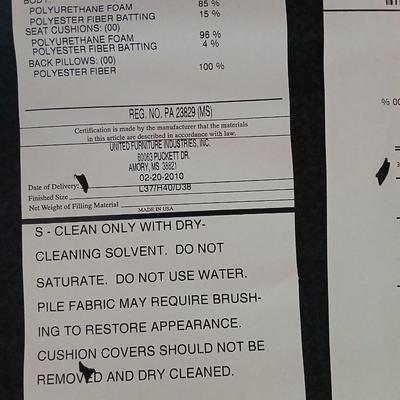 BODY:
POLYURETHANE FOAM 85 %
POLYESTER FIBER BATTING 15 %
SEAT CUSHIONS: (00)
POLYURETHANE FOAM 96 %
POLYESTER FIBER BATTING 4 %
BACK PILLOWS: (00)
POLYESTER FIBER 100 %
REG. NO. PA 23829 (MS)
Certification is made by the manufacturer that the materials
in this article are described in accordance with law.
UNITED FURNITURE INDUSTRIES, INC.
60063 PUCKETT DR.
AMORY, MS 38821
02-20-2010
Date of Delivery:
L37/H40/D38
Finished Size
Net Weight of Filling Material
MADE IN USA
S - CLEAN ONLY WITH DRY-
CLEANING SOLVENT. DO NOT
SATURATE. DO NOT USE WATER.
PILE FABRIC MAY REQUIRE BRUSH-
ING TO RESTORE APPEARANCE.
CUSHION COVERS SHOULD NOT BE
REMOVED AND DRY CLEANED.